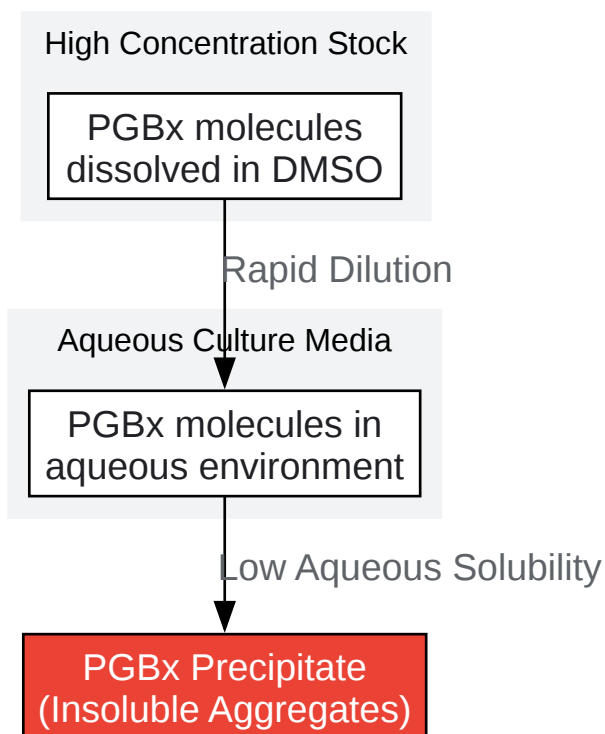 High Concentration Stock
PGBx molecules
dissolved in DMSO
Rapid Dilution
Aqueous Culture Media
PGBx molecules in
aqueous environment
Low Aqueous Solubility
PGBx Precipitate
(Insoluble Aggregates)